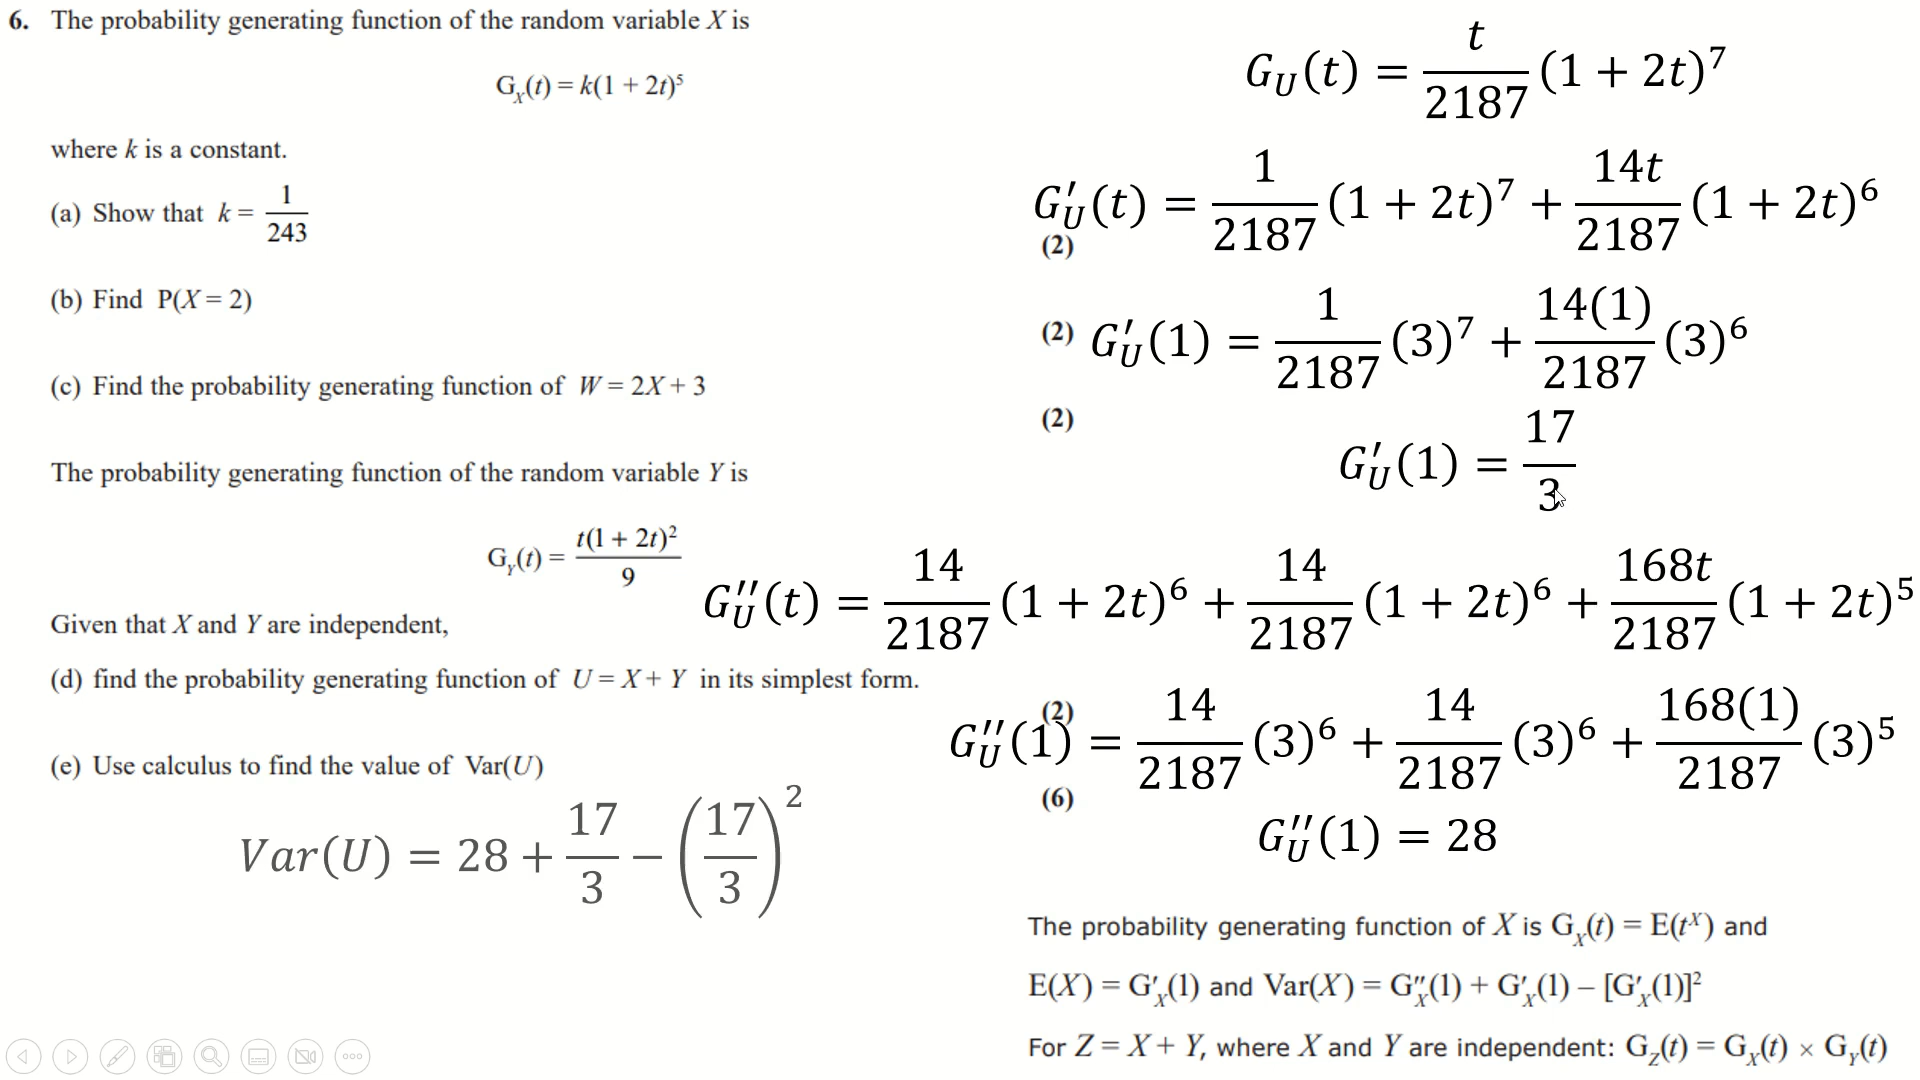 6. The probability generating function of the random variable X is
G_X(t) = k(1 + 2t)⁵
where k is a constant.
(a) Show that k = 1/243
(2)
(b) Find P(X = 2)
(2)
(c) Find the probability generating function of W = 2X + 3
(2)
The probability generating function of the random variable Y is
G_Y(t) = t(1 + 2t)²/9
Given that X and Y are independent,
(d) find the probability generating function of U = X + Y in its simplest form.
(2)
(e) Use calculus to find the value of Var(U)
(6)
Var(U) = 28 + 17/3 − (17/3)²
G_U(t) = t/2187 (1 + 2t)⁷
G′_U(t) = 1/2187 (1 + 2t)⁷ + 14t/2187 (1 + 2t)⁶
G′_U(1) = 1/2187 (3)⁷ + 14(1)/2187 (3)⁶
G′_U(1) = 17/3
G″_U(t) = 14/2187 (1 + 2t)⁶ + 14/2187 (1 + 2t)⁶ + 168t/2187 (1 + 2t)⁵
G″_U(1) = 14/2187 (3)⁶ + 14/2187 (3)⁶ + 168(1)/2187 (3)⁵
G″_U(1) = 28
The probability generating function of X is G_X(t) = E(t^X) and
E(X) = G′_X(1) and Var(X) = G″_X(1) + G′_X(1) – [G′_X(1)]²
For Z = X + Y, where X and Y are independent: G_Z(t) = G_X(t) × G_Y(t)